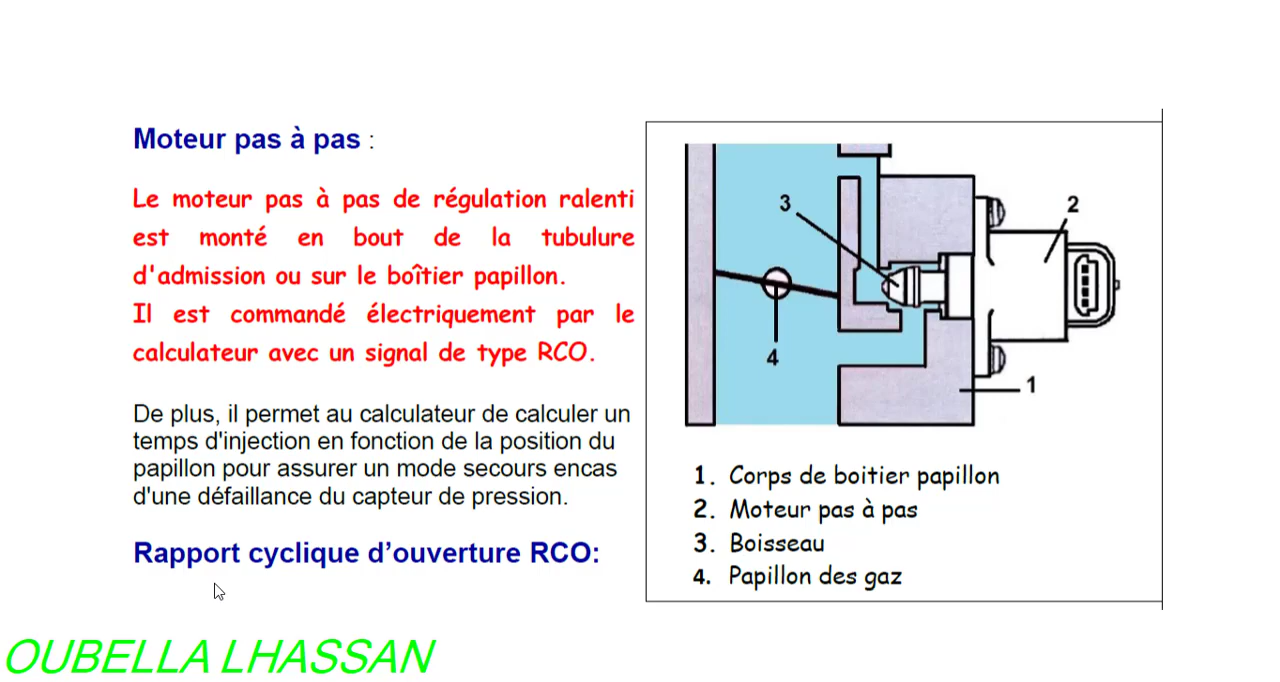 Moteur pas à pas :
Le moteur pas à pas de régulation ralenti
est monté en bout de la tubulure
d'admission ou sur le boîtier papillon.
Il est commandé électriquement par le
calculateur avec un signal de type RCO.
De plus, il permet au calculateur de calculer un
temps d'injection en fonction de la position du
papillon pour assurer un mode secours encas
d'une défaillance du capteur de pression.
Rapport cyclique d’ouverture RCO:
3
2
4
1
1. Corps de boitier papillon
2. Moteur pas à pas
3. Boisseau
4. Papillon des gaz
OUBELLA LHASSAN